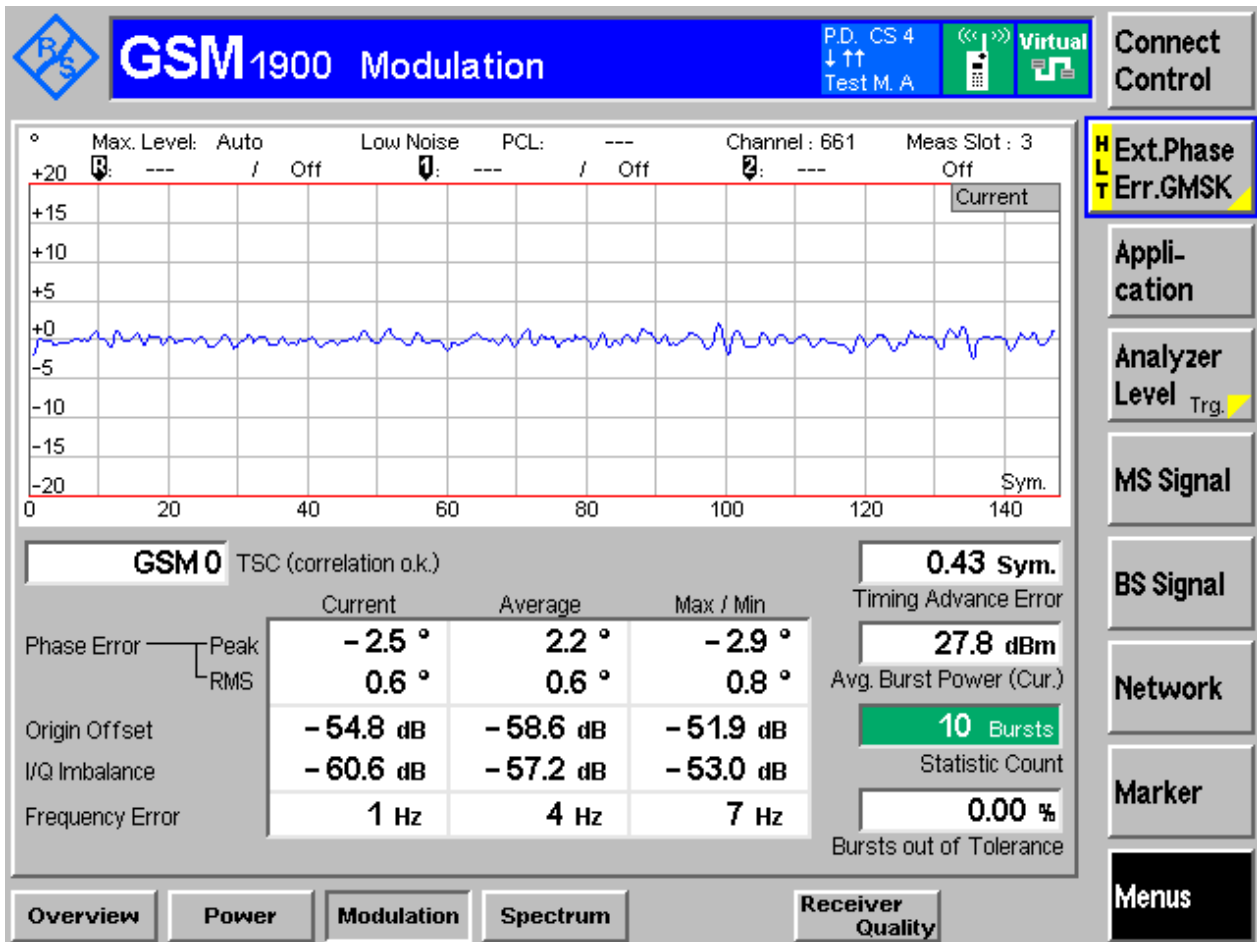 R/S
GSM 1900 Modulation
P.D. CS 4
↓ ↑↑
Test M. A
Virtual
Connect
Control
° Max. Level: Auto Low Noise PCL: --- Channel : 661 Meas Slot : 3
R: --- / Off 1: --- / Off 2: --- Off
Current
+20
+15
+10
+5
+0
-5
-10
-15
-20
Sym.
0 20 40 60 80 100 120 140
GSM 0 TSC (correlation o.k.)
Current Average Max / Min
Phase Error Peak -2.5 ° 2.2 ° -2.9 °
RMS 0.6 ° 0.6 ° 0.8 °
Origin Offset -54.8 dB -58.6 dB -51.9 dB
I/Q Imbalance -60.6 dB -57.2 dB -53.0 dB
Frequency Error 1 Hz 4 Hz 7 Hz
0.43 Sym.
Timing Advance Error
27.8 dBm
Avg. Burst Power (Cur.)
10 Bursts
Statistic Count
0.00 %
Bursts out of Tolerance
HLT
Ext.Phase
Err.GMSK
Appli-
cation
Analyzer
Level Trg.
MS Signal
BS Signal
Network
Marker
Menus
Overview Power Modulation Spectrum Receiver
Quality